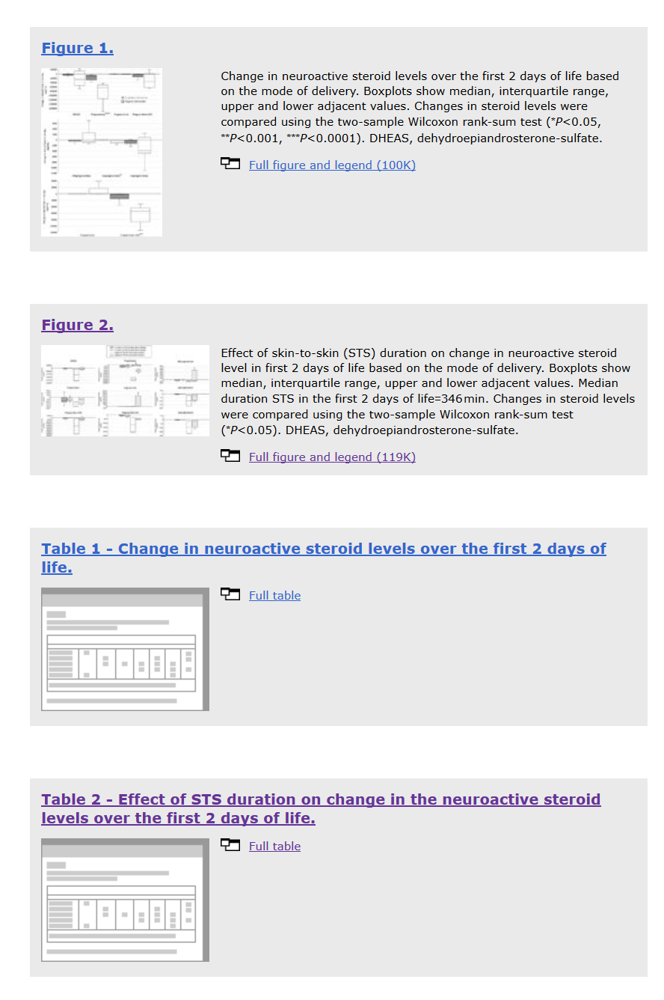 Figure 1.
Change in neuroactive steroid levels over the first 2 days of life based
on the mode of delivery. Boxplots show median, interquartile range,
upper and lower adjacent values. Changes in steroid levels were
compared using the two-sample Wilcoxon rank-sum test (*P<0.05,
**P<0.001, ***P<0.0001). DHEAS, dehydroepiandrosterone-sulfate.
Full figure and legend (100K)
Figure 2.
Effect of skin-to-skin (STS) duration on change in neuroactive steroid
level in first 2 days of life based on the mode of delivery. Boxplots show
median, interquartile range, upper and lower adjacent values. Median
duration STS in the first 2 days of life=346 min. Changes in steroid levels
were compared using the two-sample Wilcoxon rank-sum test
(*P<0.05). DHEAS, dehydroepiandrosterone-sulfate.
Full figure and legend (119K)
Table 1 - Change in neuroactive steroid levels over the first 2 days of
life.
Full table
Table 2 - Effect of STS duration on change in the neuroactive steroid
levels over the first 2 days of life.
Full table